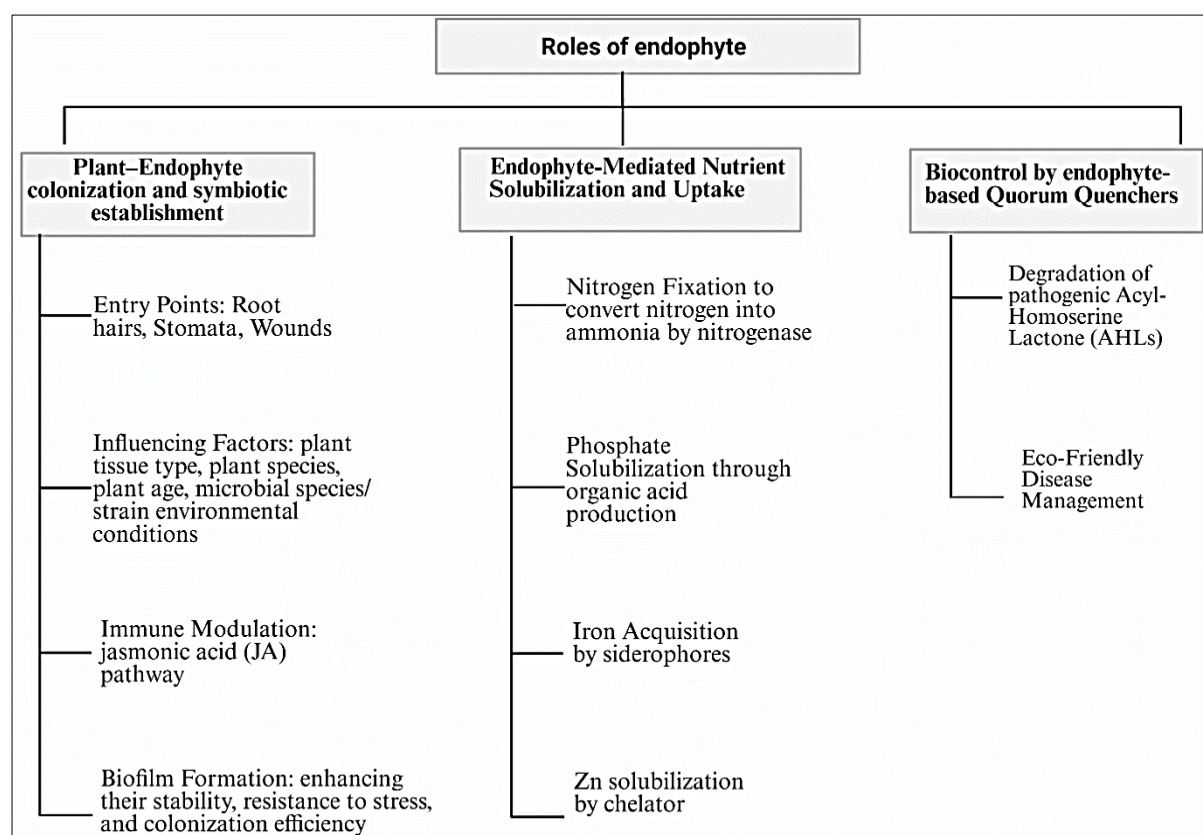 Roles of endophyte
Plant–Endophyte
colonization and symbiotic
establishment
Entry Points: Root
hairs, Stomata, Wounds
Influencing Factors: plant
tissue type, plant species,
plant age, microbial species/
strain environmental
conditions
Immune Modulation:
jasmonic acid (JA)
pathway
Biofilm Formation: enhancing
their stability, resistance to stress,
and colonization efficiency
Endophyte-Mediated Nutrient
Solubilization and Uptake
Nitrogen Fixation to
convert nitrogen into
ammonia by nitrogenase
Phosphate
Solubilization through
organic acid
production
Iron Acquisition
by siderophores
Zn solubilization
by chelator
Biocontrol by endophyte-
based Quorum Quenchers
Degradation of
pathogenic Acyl-
Homoserine
Lactone (AHLs)
Eco-Friendly
Disease
Management